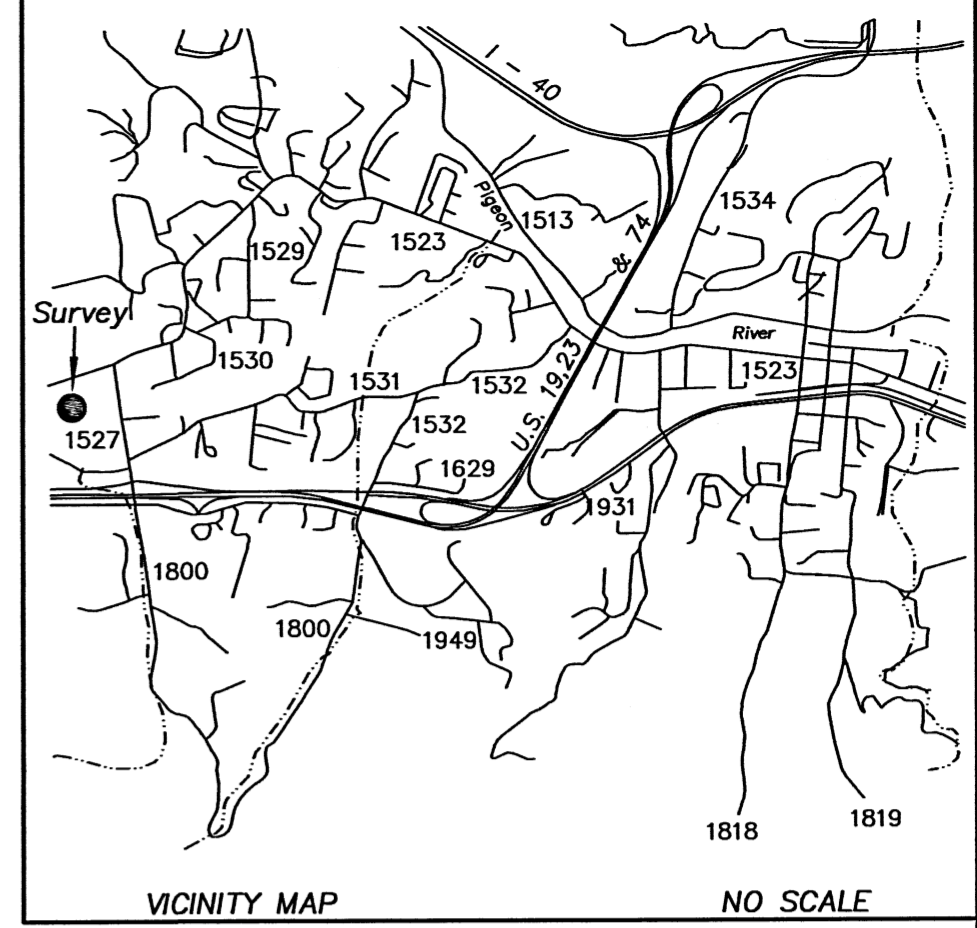 I - 40
Pigeon
1513
1534
1529
1523
& 74
Survey
River
1530
1531
1532
U.S. 19,23
1523
1532
1527
1629
1931
1800
1800
1949
1818
1819
VICINITY MAP
NO SCALE